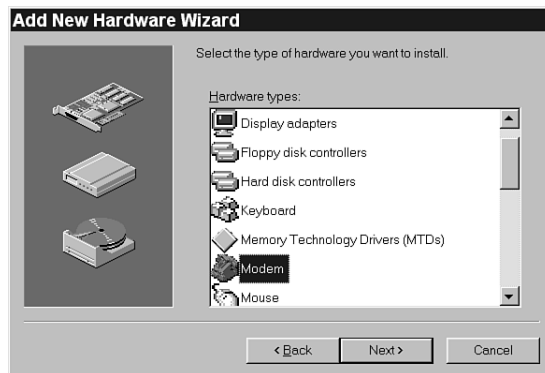 Add New Hardware Wizard
Select the type of hardware you want to install.
Hardware types:
Display adapters
Floppy disk controllers
Hard disk controllers
Keyboard
Memory Technology Drivers (MTDs)
Modem
Mouse
< Back
Next >
Cancel